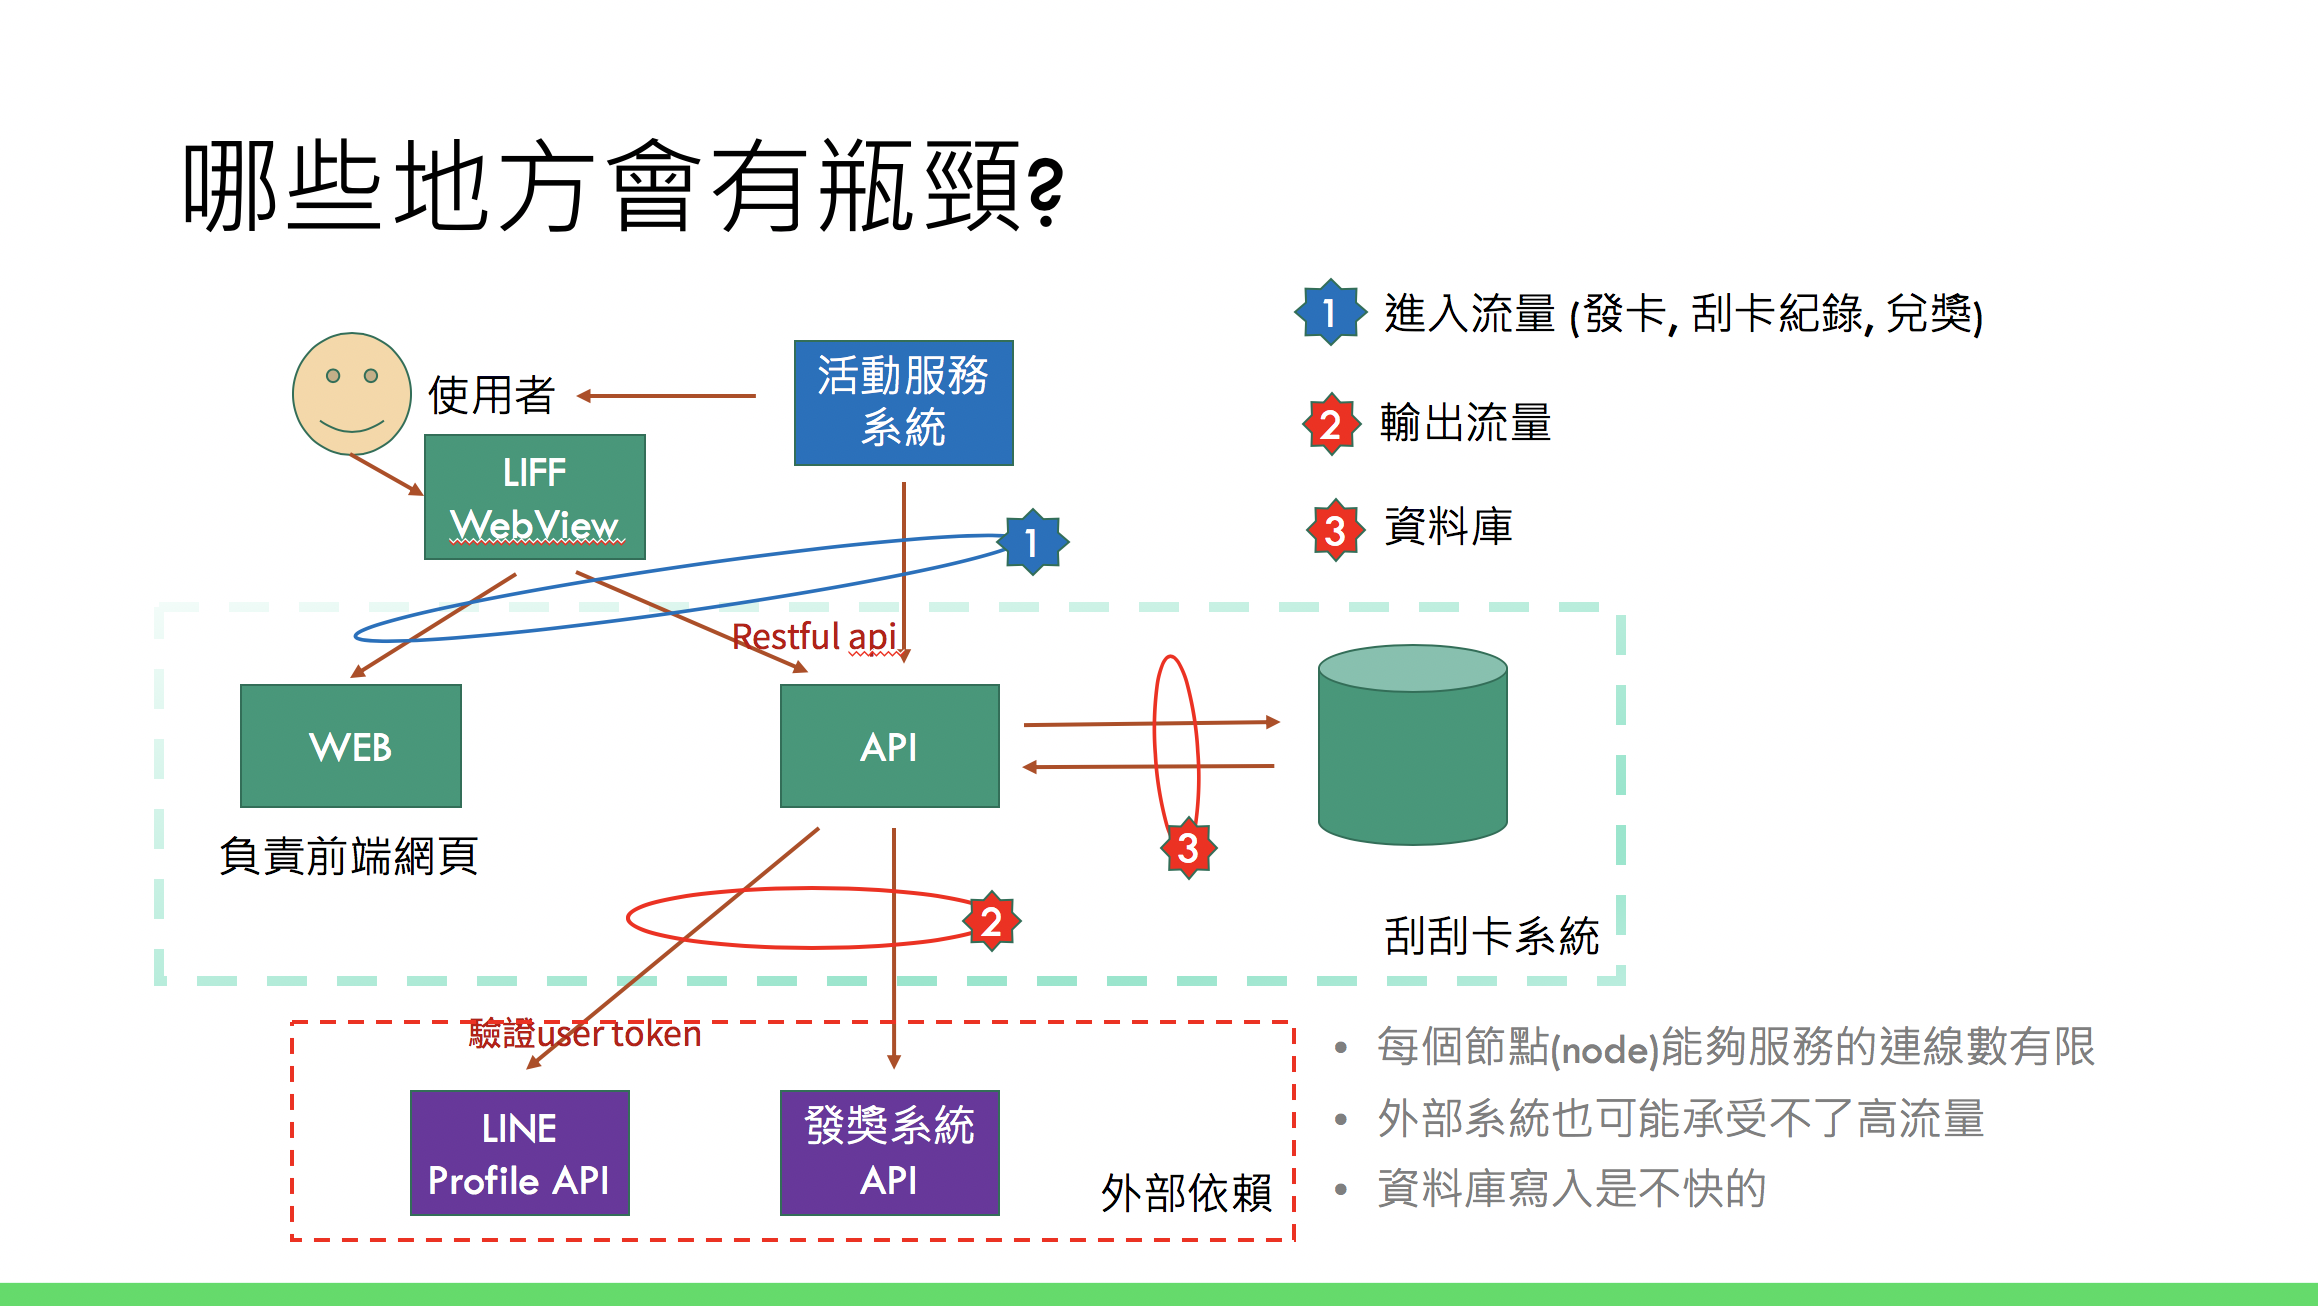 哪些地方會有瓶頸?
1 進入流量 (發卡, 刮卡紀錄, 兌獎)
2 輸出流量
3 資料庫
使用者
活動服務
系統
LIFF
WebView
1
Restful api
WEB
API
負責前端網頁
3
2
刮刮卡系統
驗證user token
LINE
Profile API
發獎系統
API
外部依賴
• 每個節點(node)能夠服務的連線數有限
• 外部系統也可能承受不了高流量
• 資料庫寫入是不快的